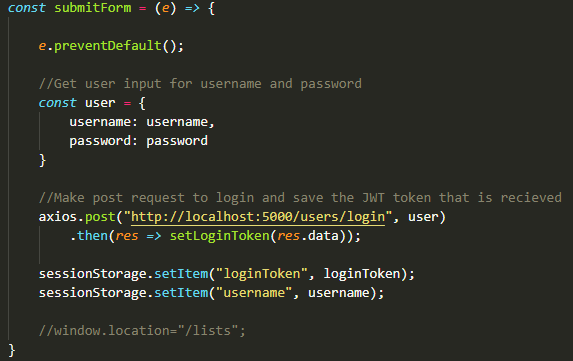 const submitForm = (e) => {
e.preventDefault();
//Get user input for username and password
const user = {
username: username,
password: password
}
//Make post request to login and save the JWT token that is recieved
axios.post("http://localhost:5000/users/login", user)
.then(res => setLoginToken(res.data));
sessionStorage.setItem("loginToken", loginToken);
sessionStorage.setItem("username", username);
//window.location="/lists";
}